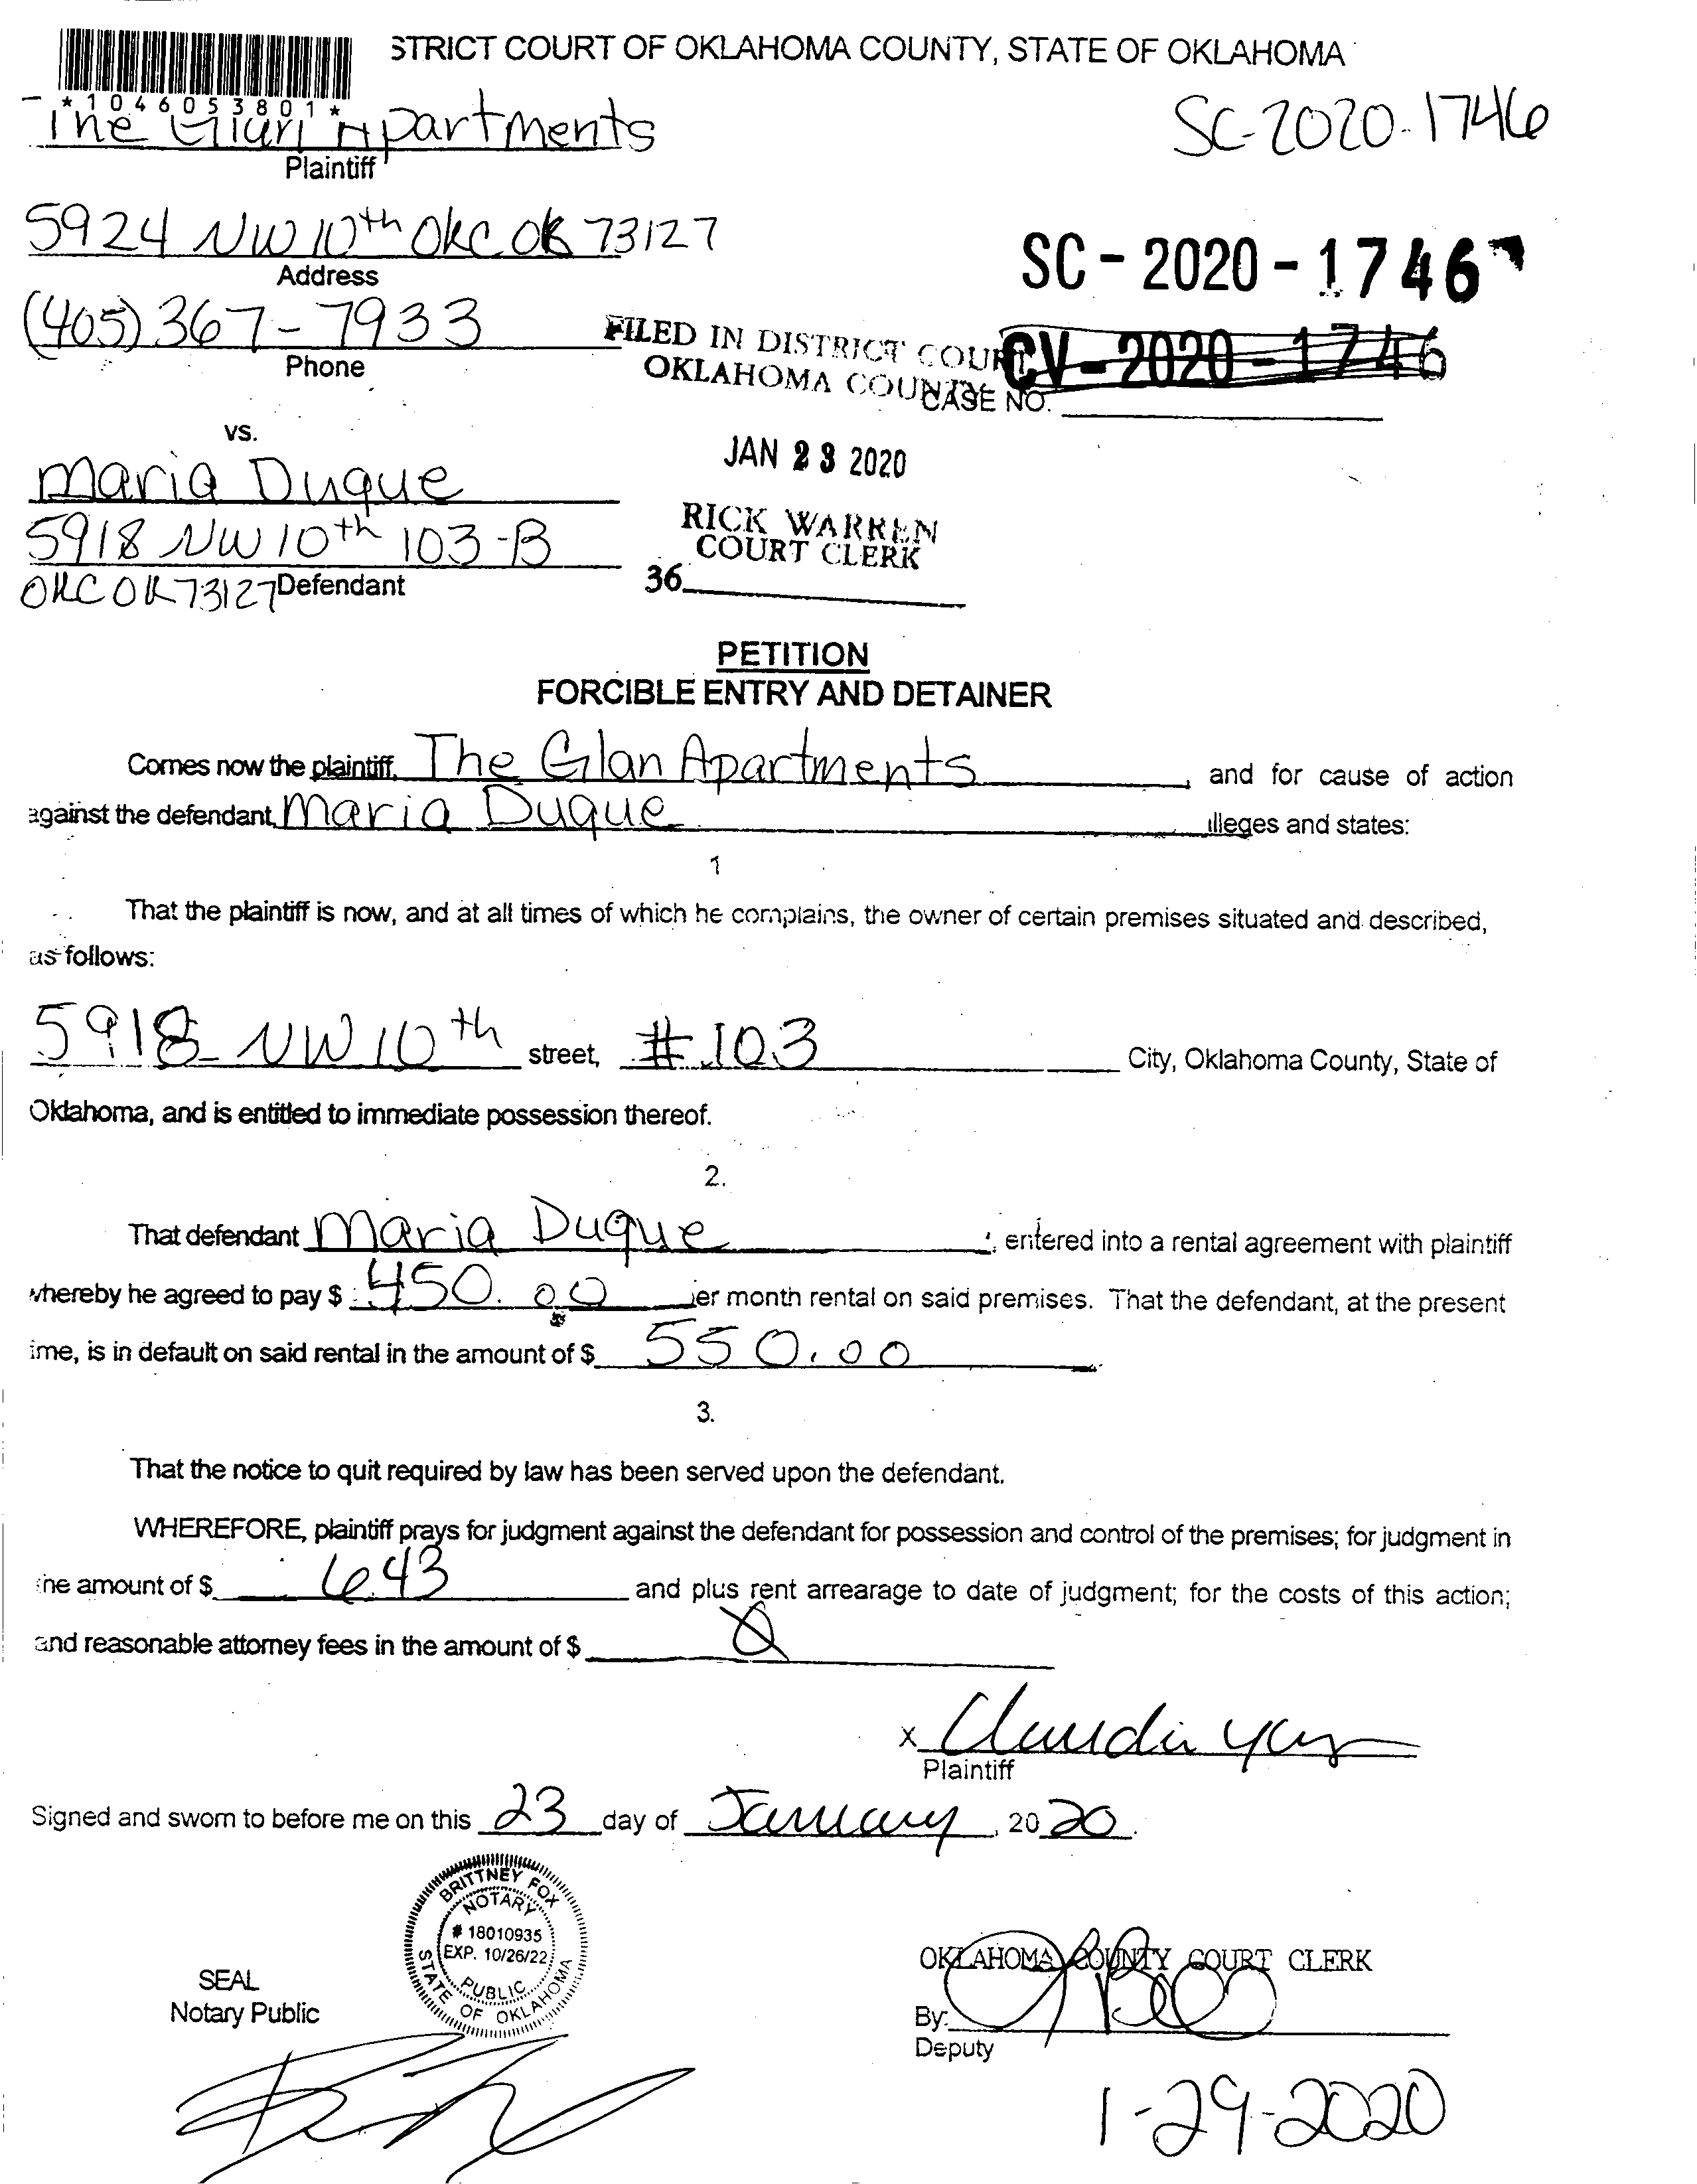 STRICT COURT OF OKLAHOMA COUNTY, STATE OF OKLAHOMA
*1046053801*
The Apartments
Plaintiff
SC-2020-1746
5924 NW 10th OKC OK 73127
Address
SC-2020-1746
(405) 367-7933
Phone
FILED IN DISTRICT COURT
OKLAHOMA COUNTY
CV-2020-1746
CASE NO.
vs.
JAN 23 2020
Maria Duque
5918 NW 10th 103-B
RICK WARREN
COURT CLERK
OKC OK 73127 Defendant
36
PETITION
FORCIBLE ENTRY AND DETAINER
Comes now the plaintiff, The Glan Apartments, and for cause of action
against the defendant, Maria Duque illeges and states:
1
That the plaintiff is now, and at all times of which he complains, the owner of certain premises situated and described,
as follows:
5918 NW 10th street, #103 City, Oklahoma County, State of
Oklahoma, and is entitled to immediate possession thereof.
2.
That defendant Maria Duque, entered into a rental agreement with plaintiff
whereby he agreed to pay $ 450.00 er month rental on said premises. That the defendant, at the present
ime, is in default on said rental in the amount of $ 550.00
3.
That the notice to quit required by law has been served upon the defendant.
WHEREFORE, plaintiff prays for judgment against the defendant for possession and control of the premises; for judgment in
he amount of $ 643 and plus rent arrearage to date of judgment; for the costs of this action;
and reasonable attorney fees in the amount of $ 0
x Claudia
Plaintiff
Signed and sworn to before me on this 23 day of January, 2020.
BRITTNEY FOX
NOTARY
# 18010935
EXP. 10/26/22
PUBLIC
STATE OF OKLAHOMA
SEAL
Notary Public
OKLAHOMA COUNTY COURT CLERK
By:
Deputy
1-29-2020